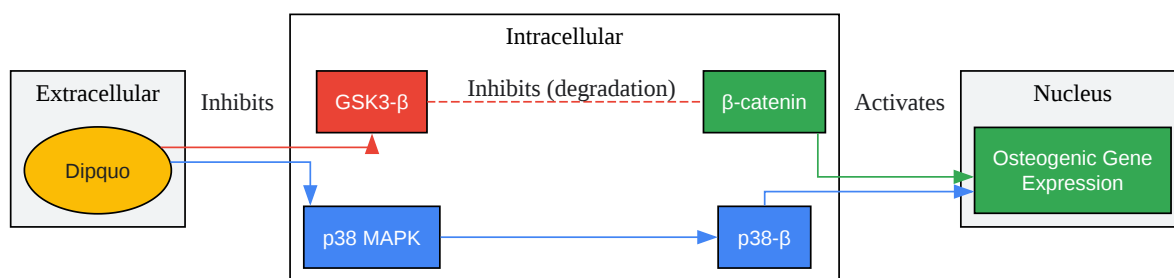 Intracellular
Extracellular
Inhibits
GSK3-β
Inhibits (degradation)
β-catenin
Activates
Nucleus
Dipquo
Osteogenic Gene
Expression
p38 MAPK
p38-β